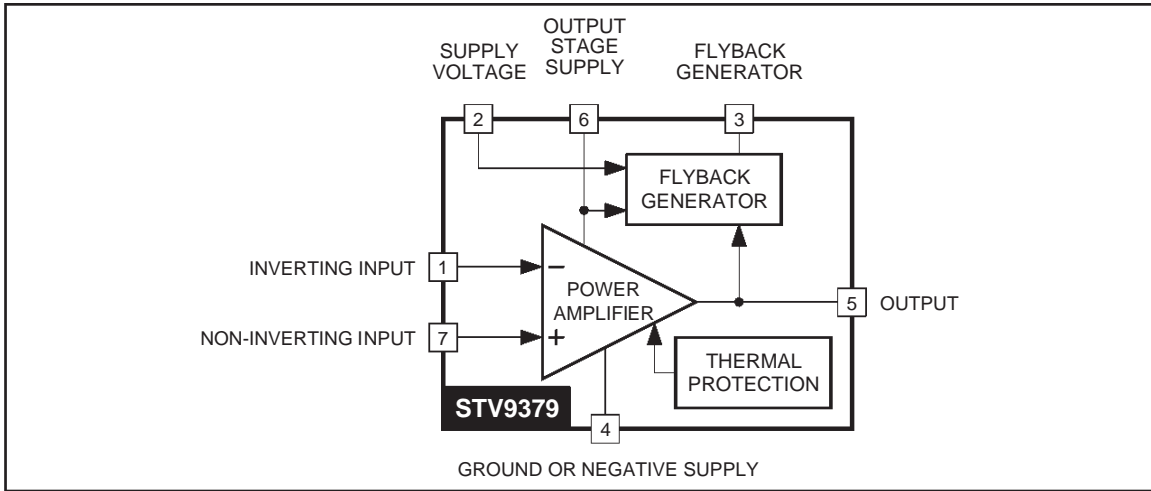 OUTPUT
STAGE
SUPPLY
SUPPLY
VOLTAGE
FLYBACK
GENERATOR
2
6
3
FLYBACK
GENERATOR
INVERTING INPUT
1
−
POWER
AMPLIFIER
5
OUTPUT
NON-INVERTING INPUT
7
+
THERMAL
PROTECTION
STV9379
4
GROUND OR NEGATIVE SUPPLY